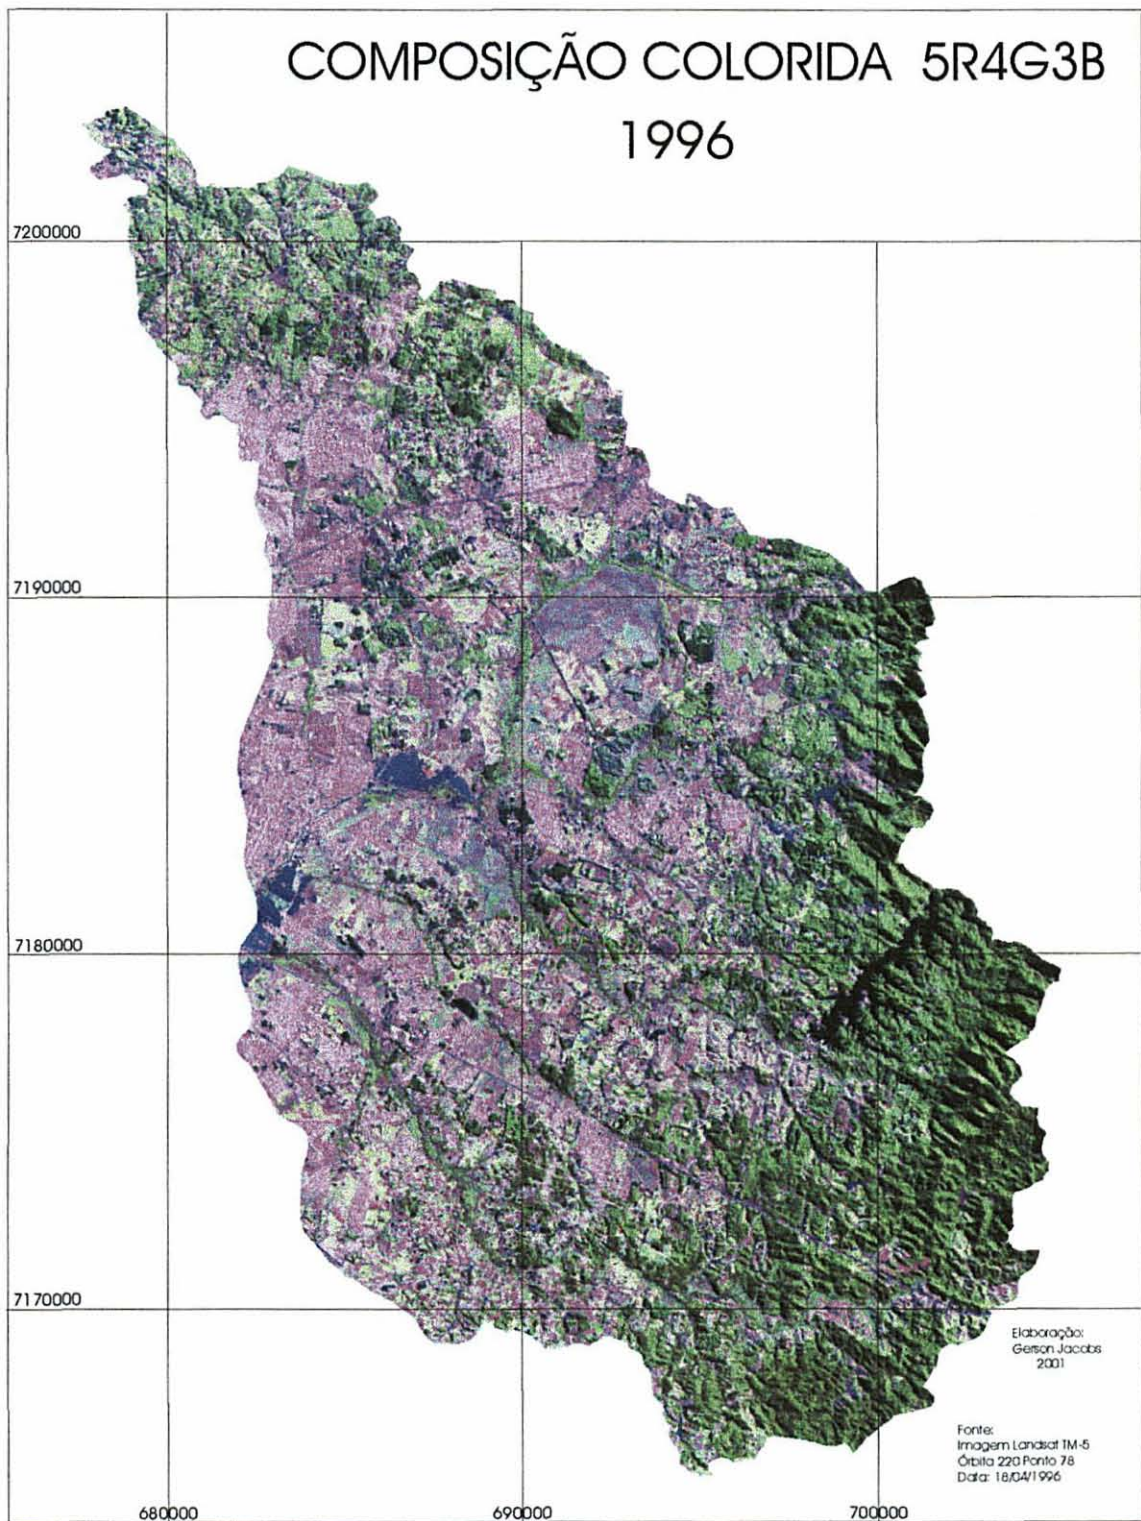 COMPOSIÇÃO COLORIDA 5R4G3B
1996
7200000
7190000
7180000
7170000
Elaboração:
Gerson Jacobs
2001
Fonte:
Imagem Landsat TM-5
Órbita 220 Ponto 78
Data: 18/04/1996
680000
690000
700000